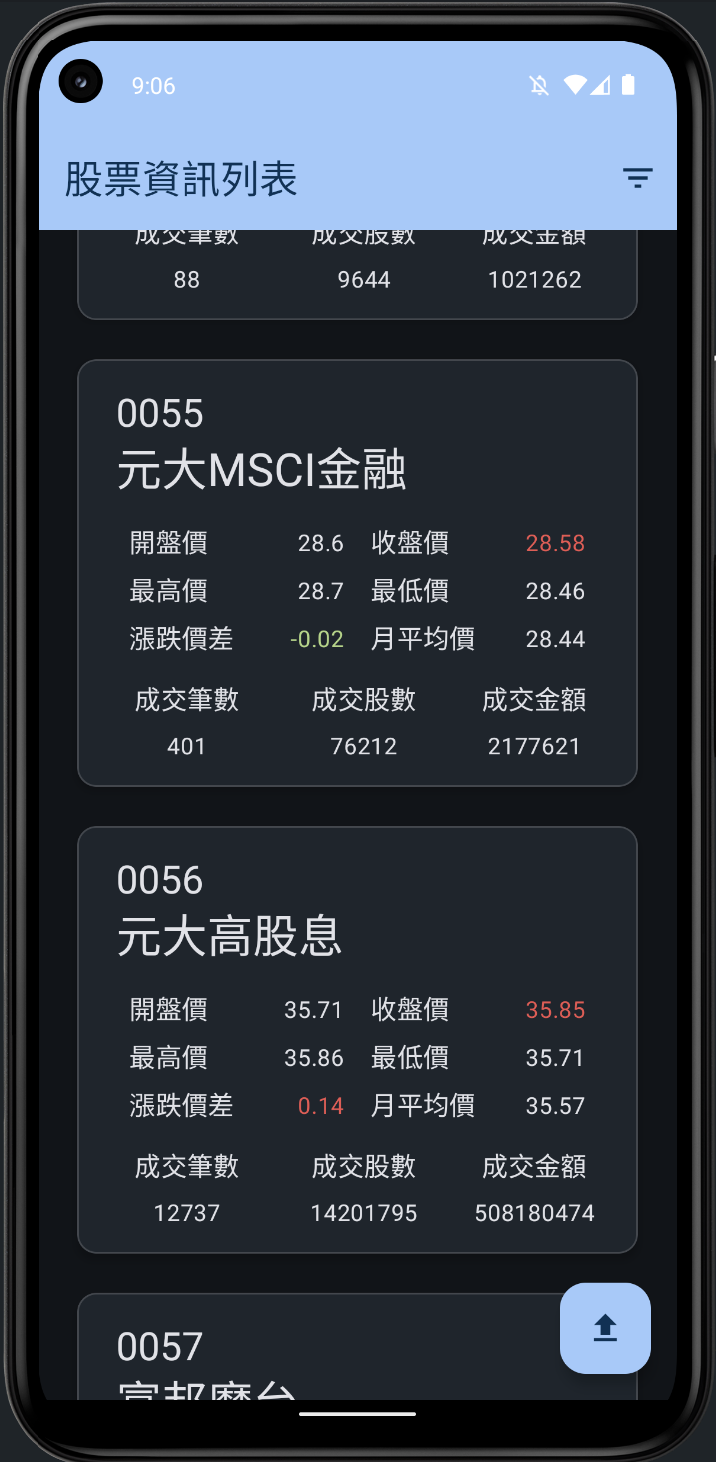 9:06
股票資訊列表
成交筆數 成交股數 成交金額
88 9644 1021262
0055
元大MSCI金融
開盤價 28.6 收盤價 28.58
最高價 28.7 最低價 28.46
漲跌價差 -0.02 月平均價 28.44
成交筆數 成交股數 成交金額
401 76212 2177621
0056
元大高股息
開盤價 35.71 收盤價 35.85
最高價 35.86 最低價 35.71
漲跌價差 0.14 月平均價 35.57
成交筆數 成交股數 成交金額
12737 14201795 508180474
0057
富邦摩台